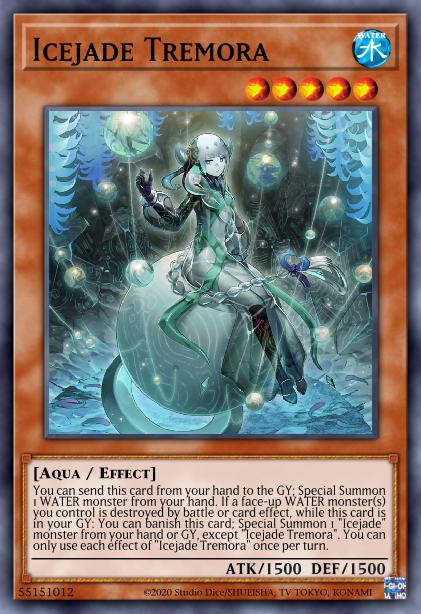 ICEJADE TREMORA
WATER
水
[AQUA / EFFECT]
You can send this card from your hand to the GY; Special Summon
1 WATER monster from your hand. If a face-up WATER monster(s)
you control is destroyed by battle or card effect, while this card is
in your GY: You can banish this card; Special Summon 1 "Icejade"
monster from your hand or GY, except "Icejade Tremora". You can
only use each effect of "Icejade Tremora" once per turn.
ATK/1500 DEF/1500
55151012
©2020 Studio Dice/SHUEISHA, TV TOKYO, KONAMI